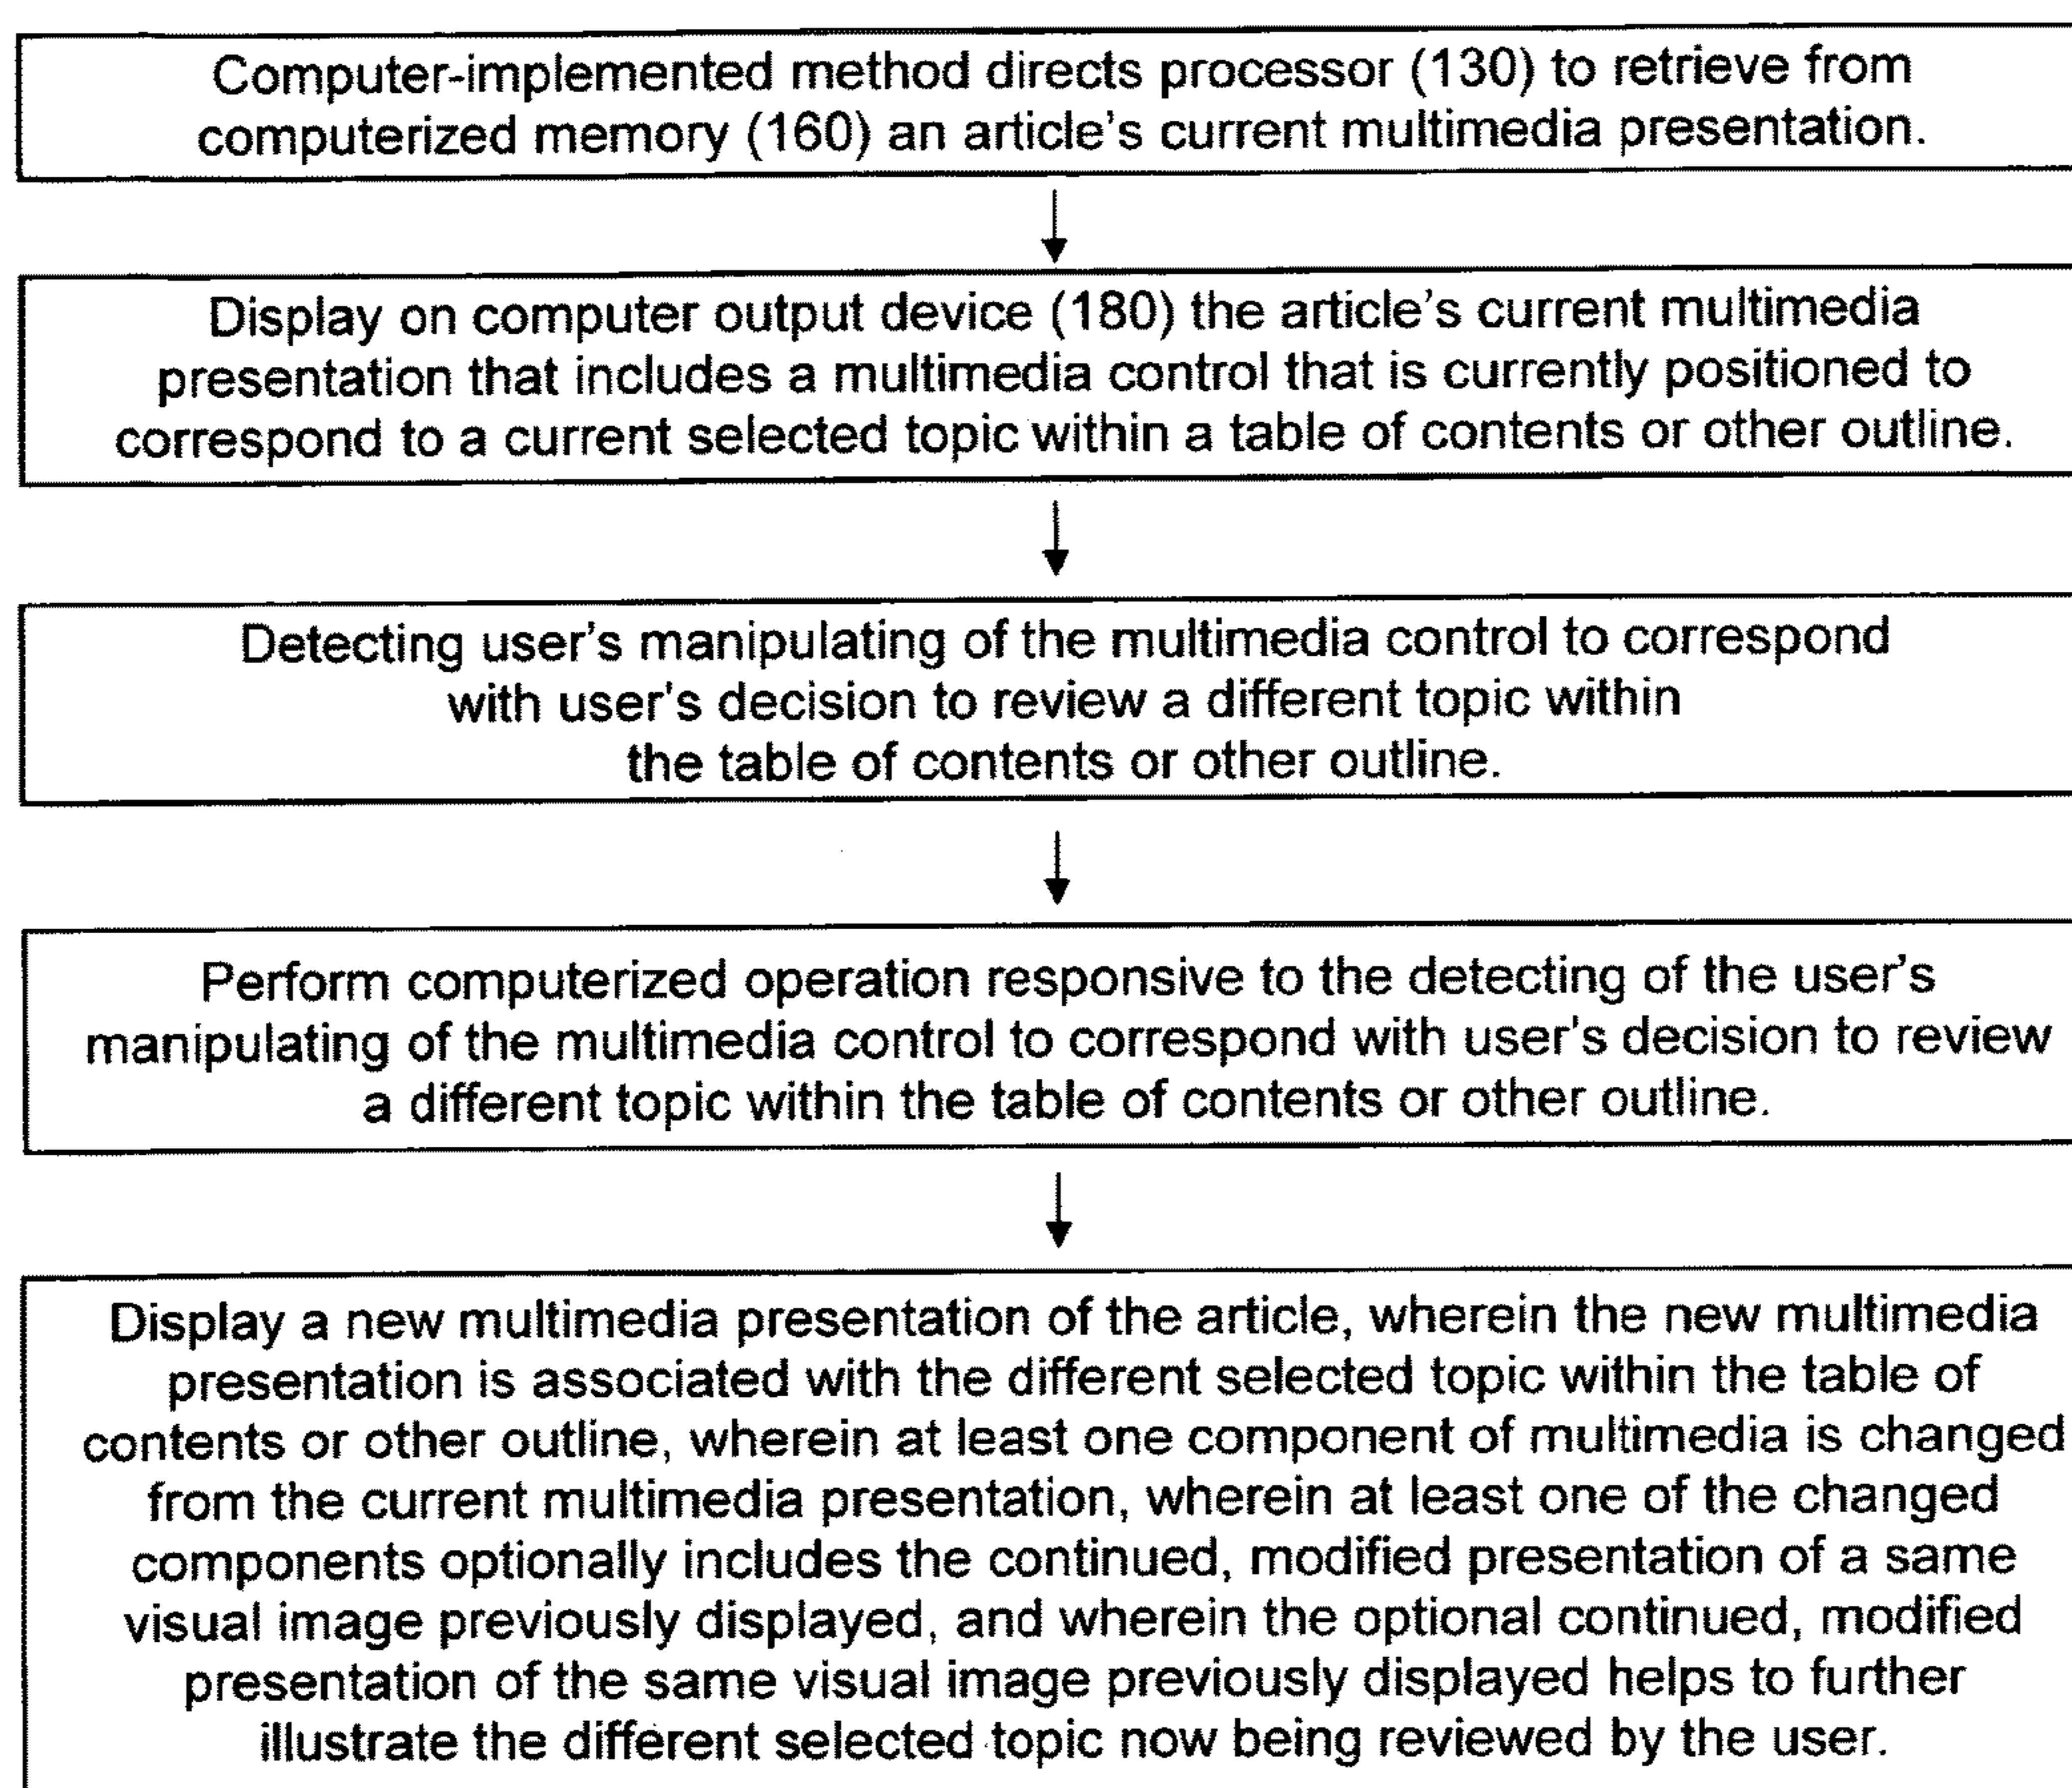 Computer-implemented method directs processor (130) to retrieve from
computerized memory (160) an article's current multimedia presentation.
Display on computer output device (180) the article's current multimedia
presentation that includes a multimedia control that is currently positioned to
correspond to a current selected topic within a table of contents or other outline.
Detecting user's manipulating of the multimedia control to correspond
with user's decision to review a different topic within
the table of contents or other outline.
Perform computerized operation responsive to the detecting of the user's
manipulating of the multimedia control to correspond with user's decision to review
a different topic within the table of contents or other outline.
Display a new multimedia presentation of the article, wherein the new multimedia
presentation is associated with the different selected topic within the table of
contents or other outline, wherein at least one component of multimedia is changed
from the current multimedia presentation, wherein at least one of the changed
components optionally includes the continued, modified presentation of a same
visual image previously displayed, and wherein the optional continued, modified
presentation of the same visual image previously displayed helps to further
illustrate the different selected topic now being reviewed by the user.